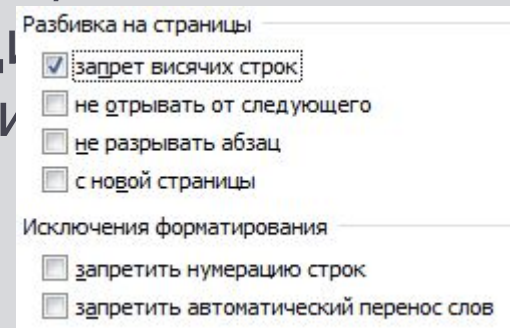 Разбивка на страницы
запрет висячих строк
не отрывать от следующего
не разрывать абзац
с новой страницы
Исключения форматирования
запретить нумерацию строк
запретить автоматический перенос слов